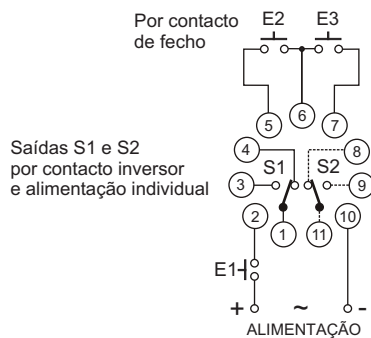 Por contacto
de fecho
E2 E3
5 6 7
4 8
Saídas S1 e S2
por contacto inversor
e alimentação individual
S1 S2
3 9
2 10
1 11
E1
+ ~ -
ALIMENTAÇÃO